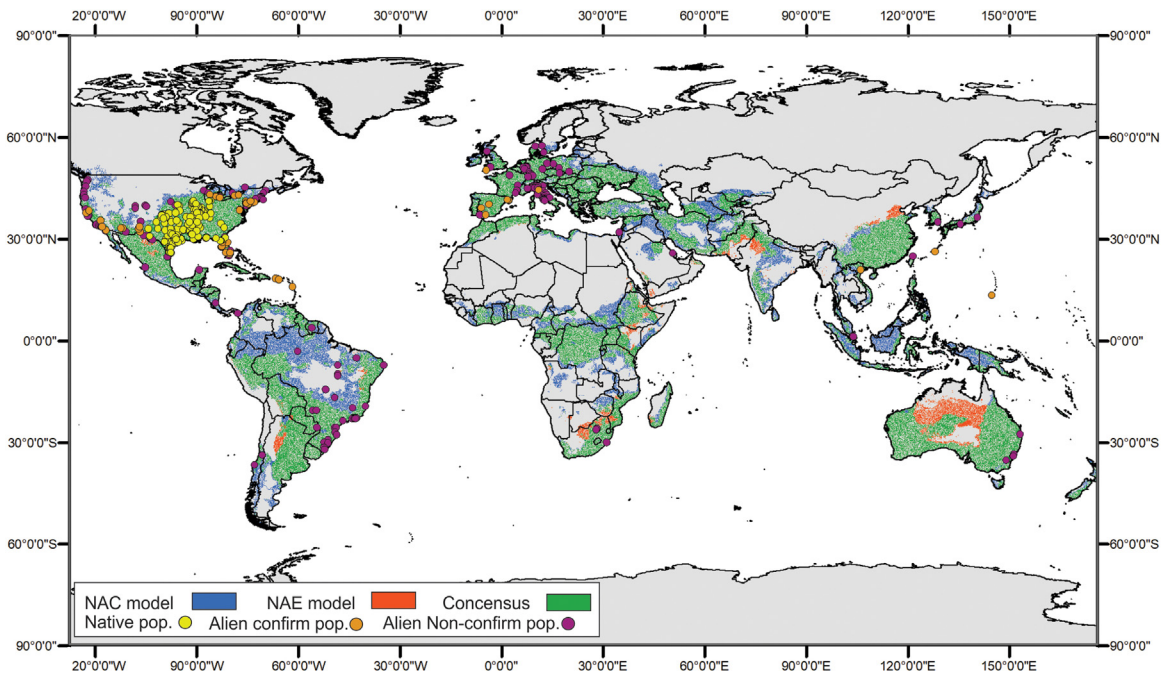 120°0'0"W 90°0'0"W 60°0'0"W 30°0'0"W 0°0'0" 30°0'0"E 60°0'0"E 90°0'0"E 120°0'0"E 150°0'0"E
90°0'0" 90°0'0"
60°0'0"N 60°0'0"N
30°0'0"N 30°0'0"N
0°0'0" 0°0'0"
30°0'0"S 30°0'0"S
60°0'0"S 60°0'0"S
NAC model NAE model Concensus
Native pop. Alien confirm pop. Alien Non-confirm pop.
90°0'0" 90°0'0"
120°0'0"W 90°0'0"W 60°0'0"W 30°0'0"W 0°0'0" 30°0'0"E 60°0'0"E 90°0'0"E 120°0'0"E 150°0'0"E